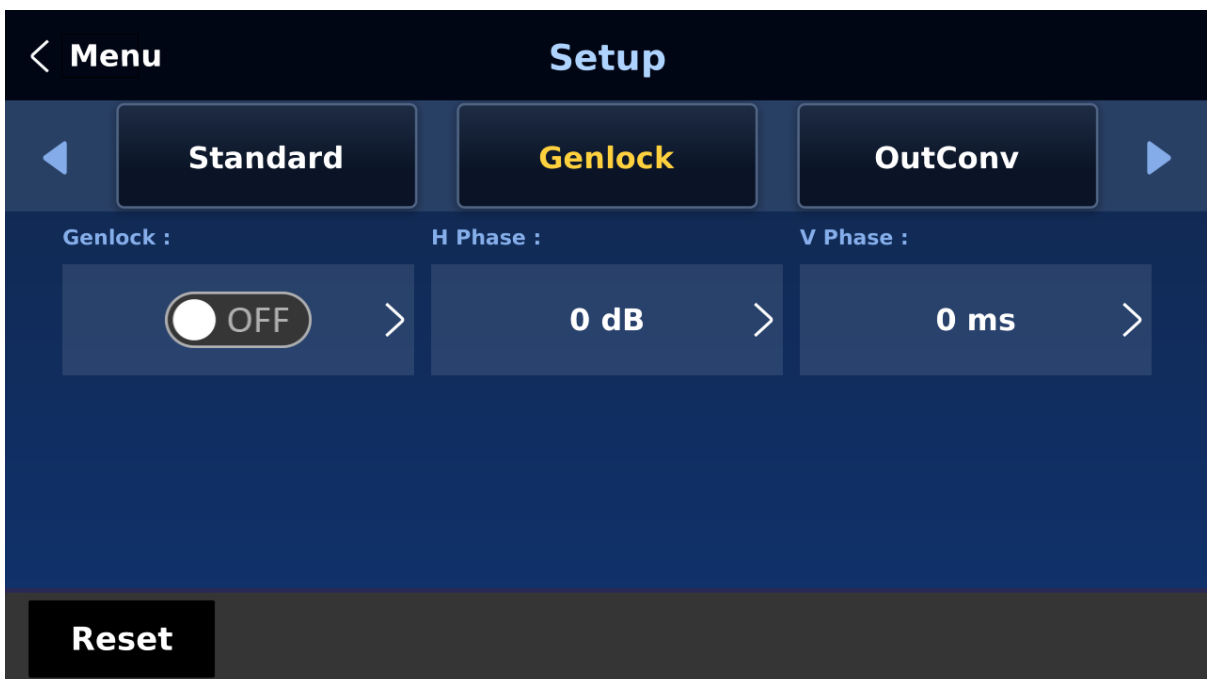 Menu
Setup
Standard
Genlock
OutConv
Genlock :
H Phase :
V Phase :
OFF
0 dB
0 ms
Reset